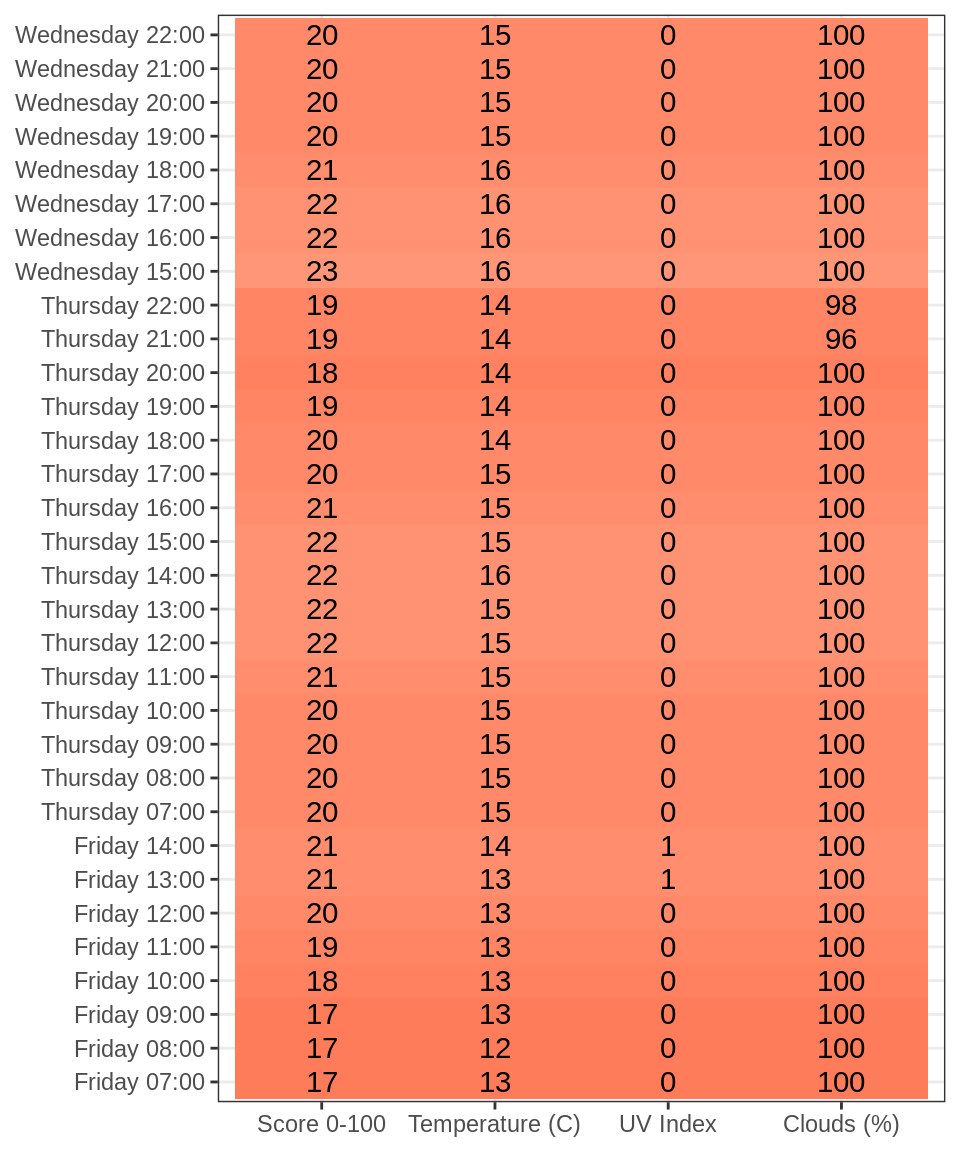 Wednesday 22:00 20 15 0 100
Wednesday 21:00 20 15 0 100
Wednesday 20:00 20 15 0 100
Wednesday 19:00 20 15 0 100
Wednesday 18:00 21 16 0 100
Wednesday 17:00 22 16 0 100
Wednesday 16:00 22 16 0 100
Wednesday 15:00 23 16 0 100
Thursday 22:00 19 14 0 98
Thursday 21:00 19 14 0 96
Thursday 20:00 18 14 0 100
Thursday 19:00 19 14 0 100
Thursday 18:00 20 14 0 100
Thursday 17:00 20 15 0 100
Thursday 16:00 21 15 0 100
Thursday 15:00 22 15 0 100
Thursday 14:00 22 16 0 100
Thursday 13:00 22 15 0 100
Thursday 12:00 22 15 0 100
Thursday 11:00 21 15 0 100
Thursday 10:00 20 15 0 100
Thursday 09:00 20 15 0 100
Thursday 08:00 20 15 0 100
Thursday 07:00 20 15 0 100
Friday 14:00 21 14 1 100
Friday 13:00 21 13 1 100
Friday 12:00 20 13 0 100
Friday 11:00 19 13 0 100
Friday 10:00 18 13 0 100
Friday 09:00 17 13 0 100
Friday 08:00 17 12 0 100
Friday 07:00 17 13 0 100
Score 0-100 Temperature (C) UV Index Clouds (%)